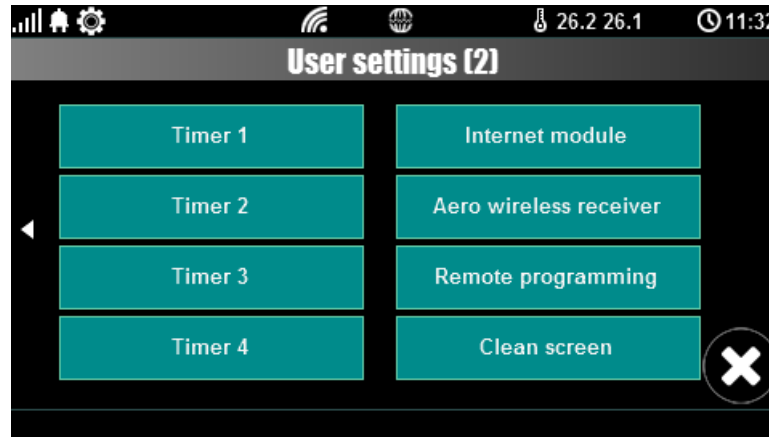 26.2 26.1
11:32
User settings (2)
Timer 1
Internet module
Timer 2
Aero wireless receiver
Timer 3
Remote programming
Timer 4
Clean screen